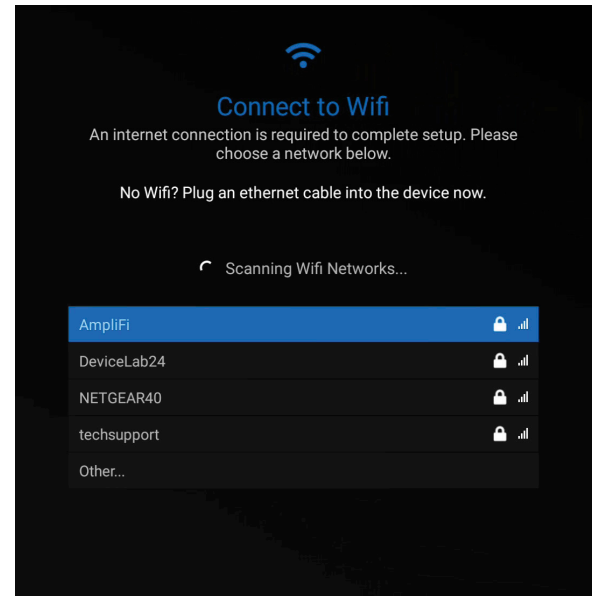 Connect to Wifi
An internet connection is required to complete setup. Please
choose a network below.
No Wifi? Plug an ethernet cable into the device now.
Scanning Wifi Networks...
AmpliFi
DeviceLab24
NETGEAR40
techsupport
Other...